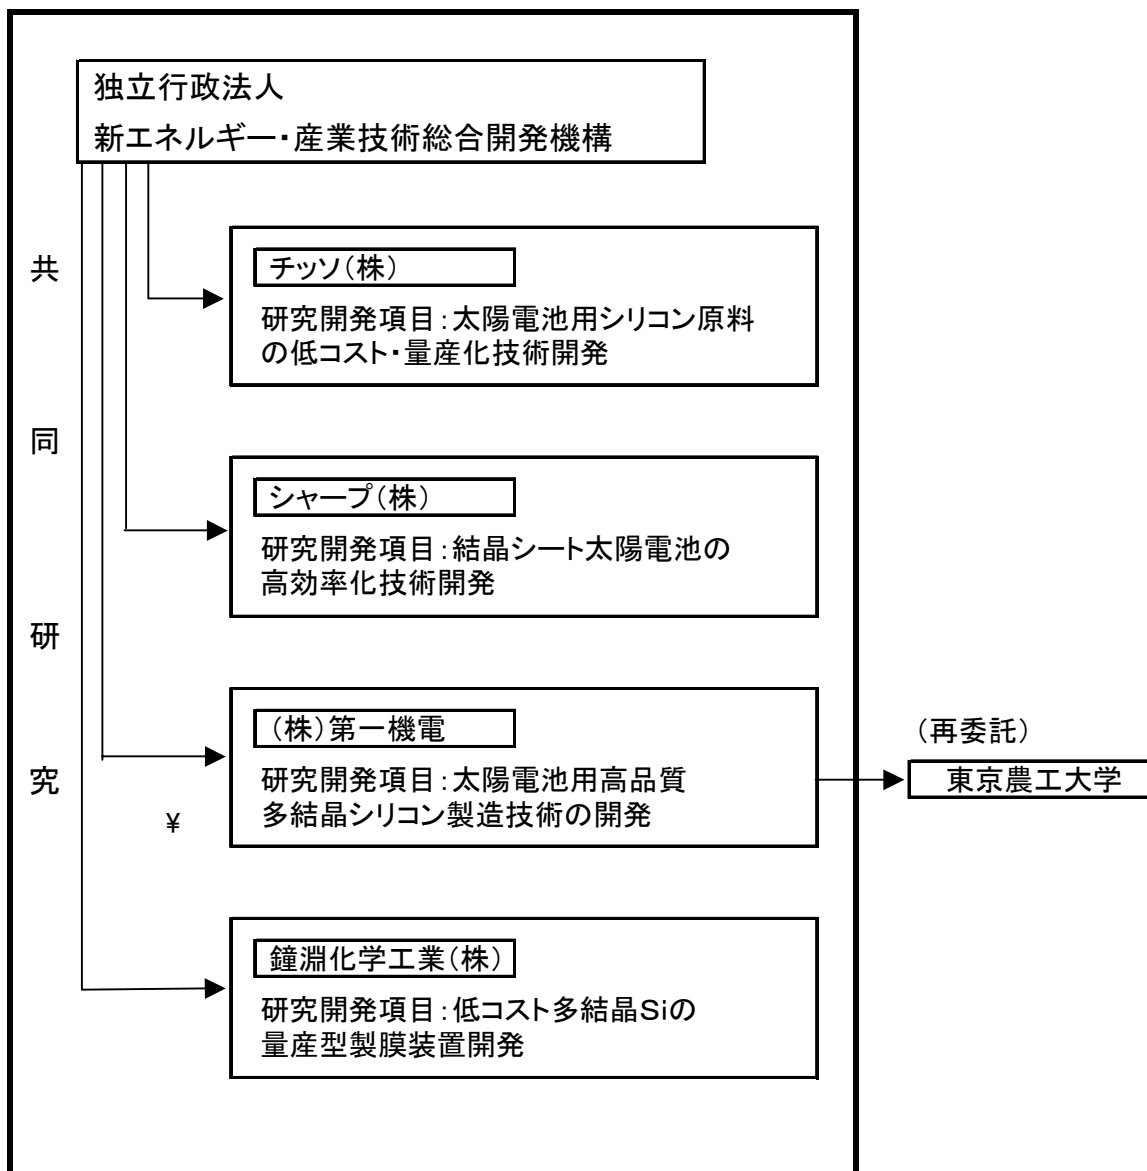 独立行政法人
新エネルギー・産業技術総合開発機構
共
同
研
究
チッソ(株)
研究開発項目:太陽電池用シリコン原料
の低コスト・量産化技術開発
シャープ(株)
研究開発項目:結晶シート太陽電池の
高効率化技術開発
(株)第一機電
研究開発項目:太陽電池用高品質
多結晶シリコン製造技術の開発
¥
(再委託)
東京農工大学
鐘淵化学工業(株)
研究開発項目:低コスト多結晶Siの
量産型製膜装置開発